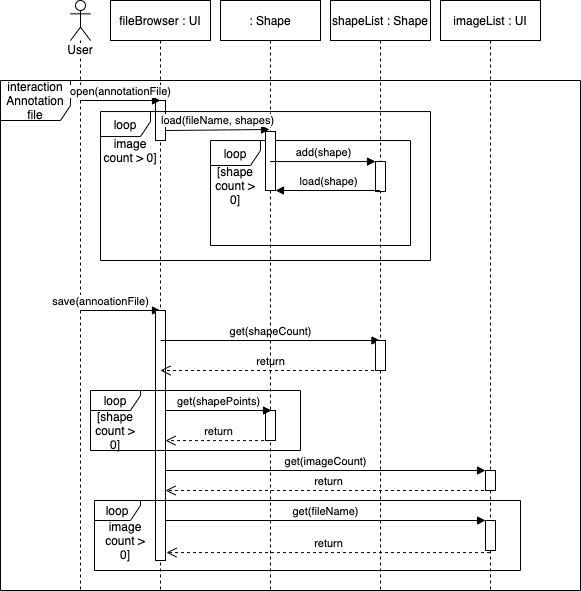 fileBrowser : UI
: Shape
shapeList : Shape
imageList : UI
User
interaction
Annotation
file
open(annotationFile)
loop
image
count > 0]
load(fileName, shapes)
loop
[shape
count >
0]
add(shape)
load(shape)
save(annoationFile)
get(shapeCount)
return
loop
[shape
count >
0]
get(shapePoints)
return
get(imageCount)
return
loop
image
count >
0]
get(fileName)
return